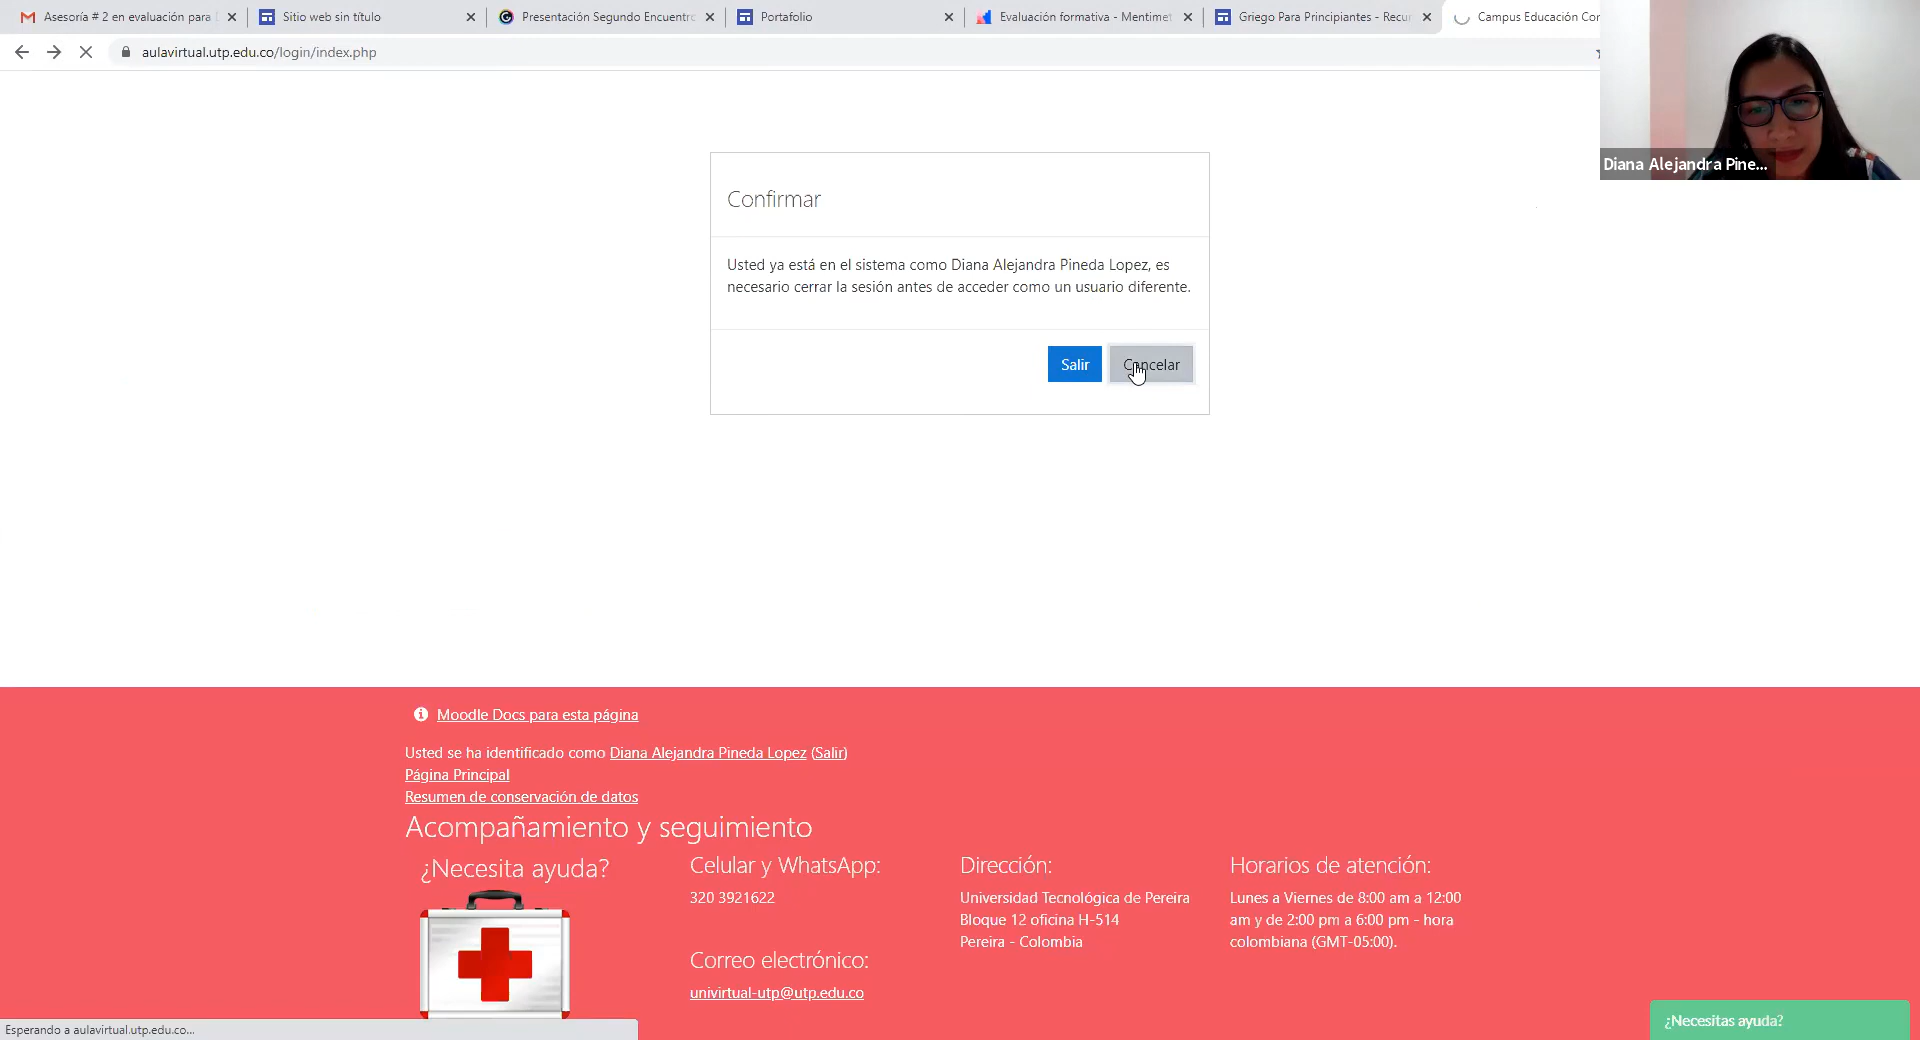 Asesoría # 2 en evaluación para
Sitio web sin título
Presentación Segundo Encuentro
Portafolio
Evaluación formativa - Mentimet
Griego Para Principiantes - Recur
Campus Educación Con
aulavirtual.utp.edu.co/login/index.php
Diana Alejandra Pine...
Confirmar
Usted ya está en el sistema como Diana Alejandra Pineda Lopez, es
necesario cerrar la sesión antes de acceder como un usuario diferente.
Salir
Cancelar
Moodle Docs para esta página
Usted se ha identificado como Diana Alejandra Pineda Lopez (Salir)
Página Principal
Resumen de conservación de datos
Acompañamiento y seguimiento
¿Necesita ayuda?
Celular y WhatsApp:
320 3921622
Correo electrónico:
univirtual-utp@utp.edu.co
Dirección:
Universidad Tecnológica de Pereira
Bloque 12 oficina H-514
Pereira - Colombia
Horarios de atención:
Lunes a Viernes de 8:00 am a 12:00
am y de 2:00 pm a 6:00 pm - hora
colombiana (GMT-05:00).
Esperando a aulavirtual.utp.edu.co...
¿Necesitas ayuda?